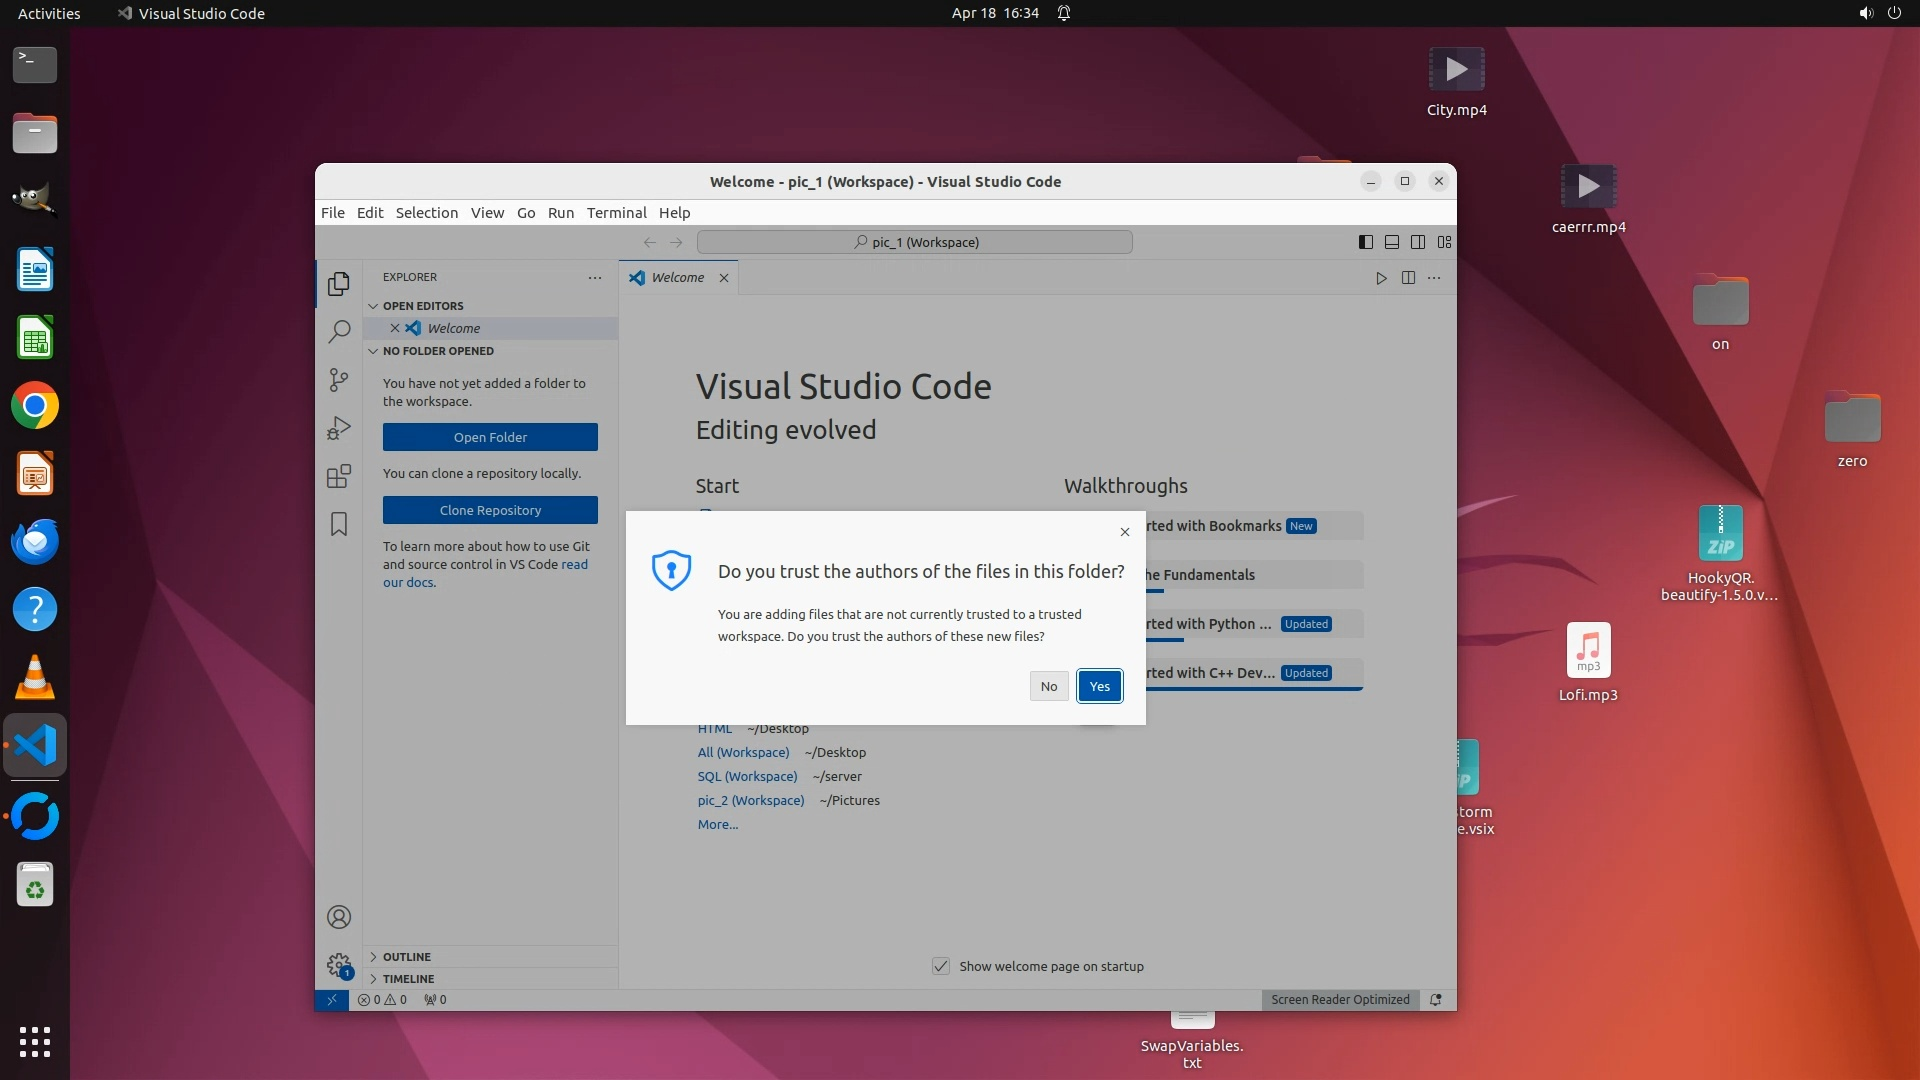 Activities
Visual Studio Code
Apr 18 16:34
City.mp4
caerrr.mp4
on
zero
HookyQR.
beautify-1.5.0.v...
mp3
Lofi.mp3
storm
e.vsix
SwapVariables.
txt
Welcome - pic_1 (Workspace) - Visual Studio Code
File Edit Selection View Go Run Terminal Help
pic_1 (Workspace)
EXPLORER
OPEN EDITORS
Welcome
NO FOLDER OPENED
You have not yet added a folder to
the workspace.
Open Folder
You can clone a repository locally.
Clone Repository
To learn more about how to use Git
and source control in VS Code read
our docs.
OUTLINE
TIMELINE
Welcome
Visual Studio Code
Editing evolved
Start
Walkthroughs
rted with Bookmarks New
he Fundamentals
rted with Python ... Updated
rted with C++ Dev... Updated
Do you trust the authors of the files in this folder?
You are adding files that are not currently trusted to a trusted
workspace. Do you trust the authors of these new files?
No
Yes
HTML ~/Desktop
All (Workspace) ~/Desktop
SQL (Workspace) ~/server
pic_2 (Workspace) ~/Pictures
More...
Show welcome page on startup
1
0 0 0
Screen Reader Optimized
ZiP
iP